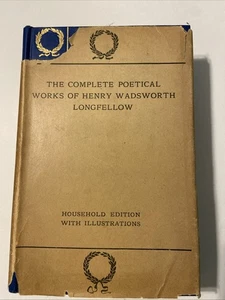 THE COMPLETE POETICAL
WORKS OF HENRY WADSWORTH
LONGFELLOW
HOUSEHOLD EDITION
WITH ILLUSTRATIONS